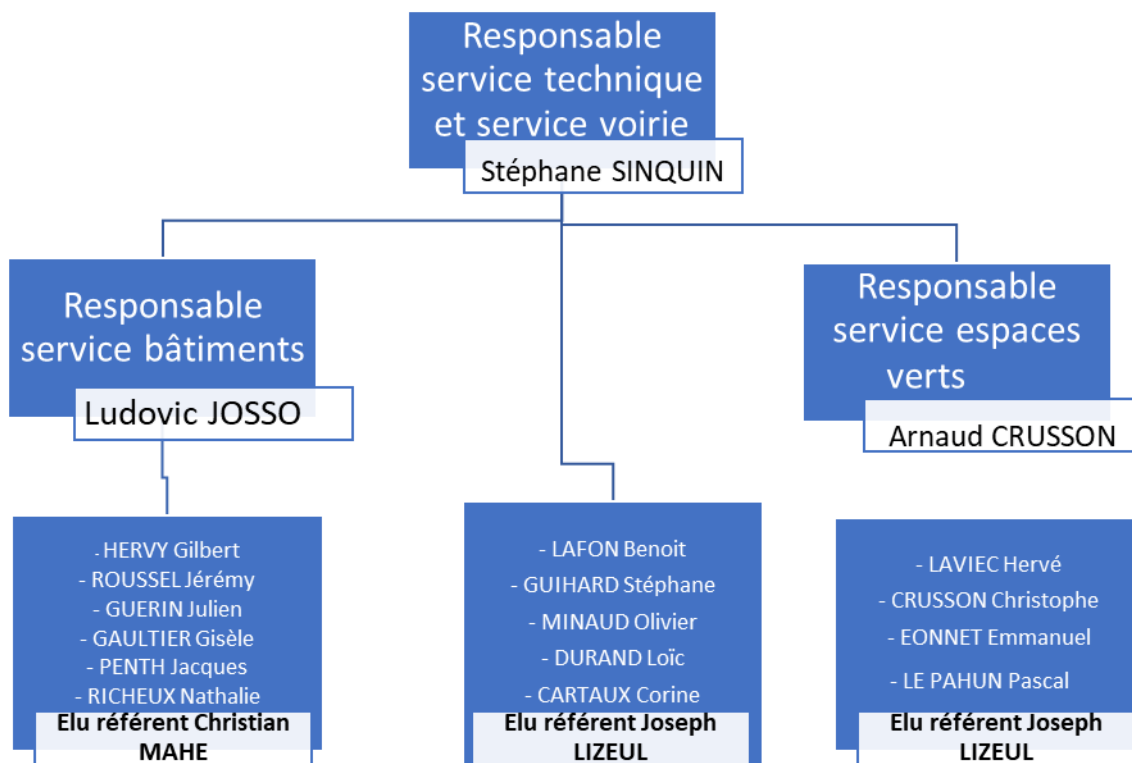 Responsable
service technique
et service voirie
Stéphane SINQUIN
Responsable
service bâtiments
Ludovic JOSSO
Responsable
service espaces
verts
Arnaud CRUSSON
- HERVY Gilbert
- ROUSSEL Jérémy
- GUERIN Julien
- GAULTIER Gisèle
- PENTH Jacques
- RICHEUX Nathalie
Elu référent Christian
MAHE
- LAFON Benoit
- GUIHARD Stéphane
- MINAUD Olivier
- DURAND Loïc
- CARTAUX Corine
Elu référent Joseph
LIZEUL
- LAVIEC Hervé
- CRUSSON Christophe
- EONNET Emmanuel
- LE PAHUN Pascal
Elu référent Joseph
LIZEUL